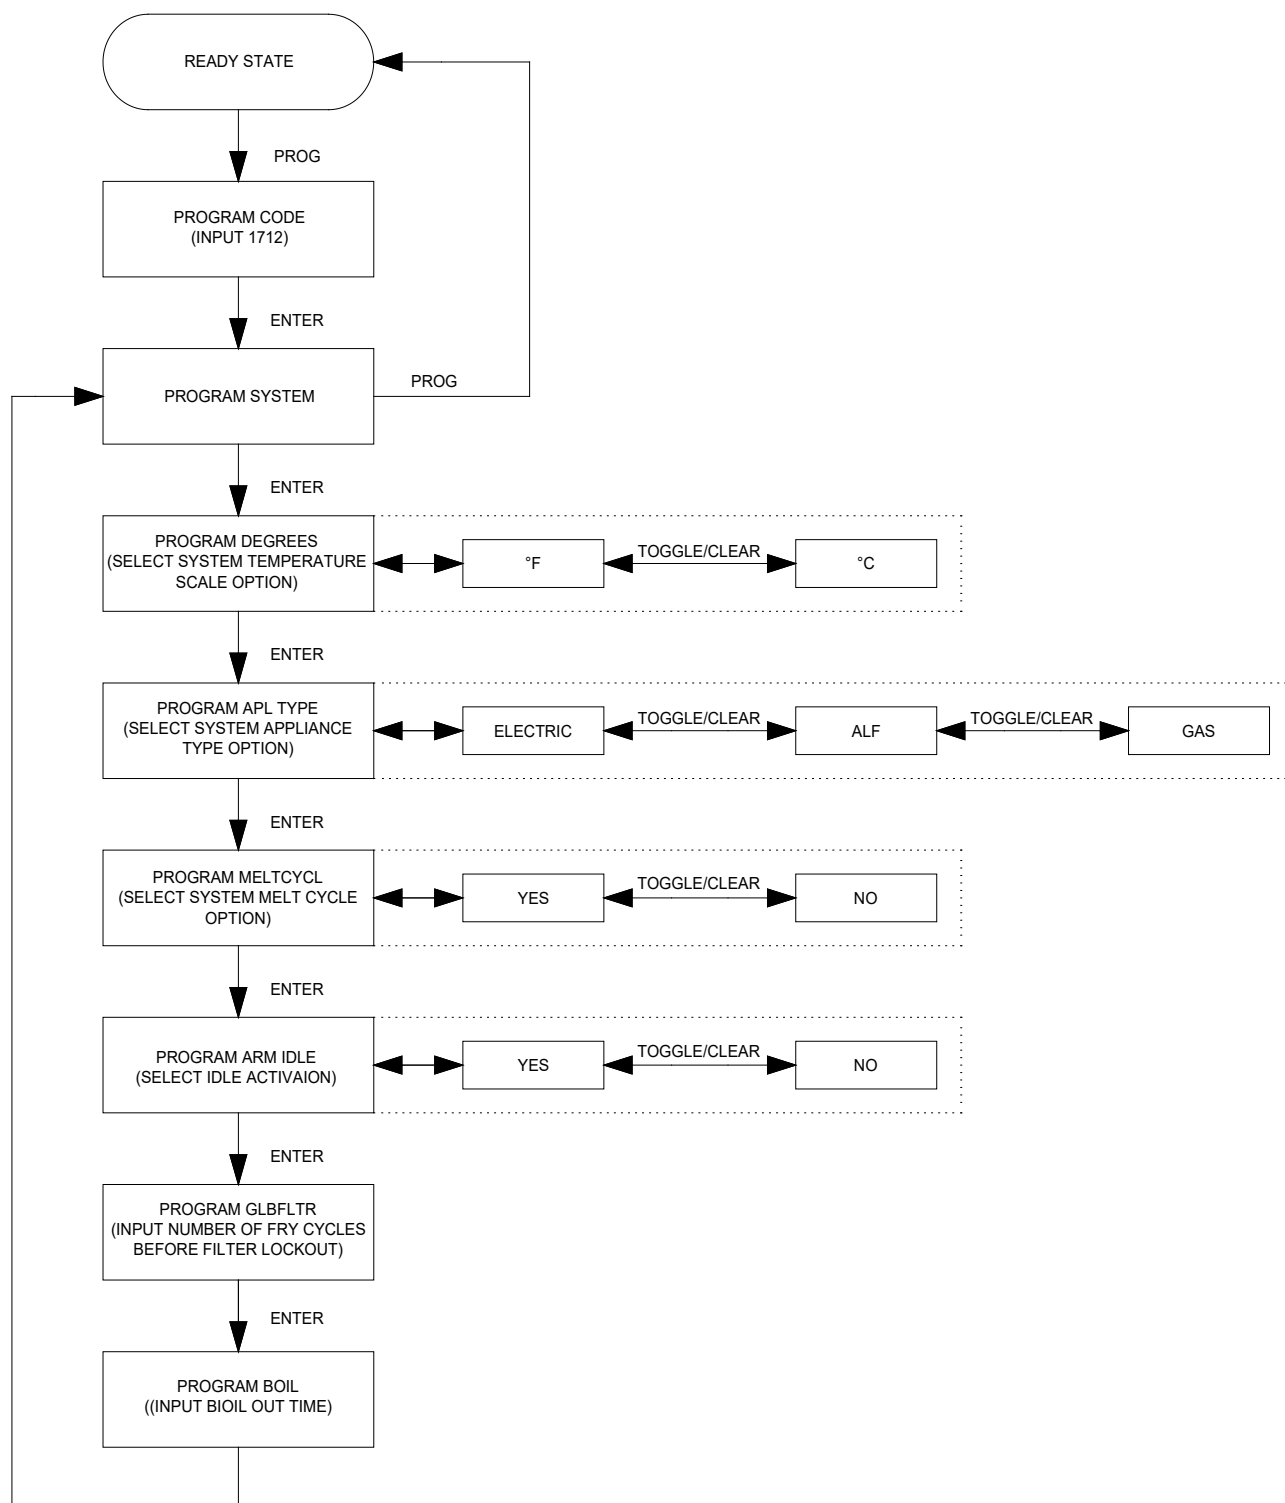 READY STATE
PROG
PROGRAM CODE
(INPUT 1712)
ENTER
PROGRAM SYSTEM
PROG
ENTER
PROGRAM DEGREES
(SELECT SYSTEM TEMPERATURE
SCALE OPTION)
°F
TOGGLE/CLEAR
°C
ENTER
PROGRAM APL TYPE
(SELECT SYSTEM APPLIANCE
TYPE OPTION)
ELECTRIC
TOGGLE/CLEAR
ALF
TOGGLE/CLEAR
GAS
ENTER
PROGRAM MELTCYCL
(SELECT SYSTEM MELT CYCLE
OPTION)
YES
TOGGLE/CLEAR
NO
ENTER
PROGRAM ARM IDLE
(SELECT IDLE ACTIVAION)
YES
TOGGLE/CLEAR
NO
ENTER
PROGRAM GLBFLTR
(INPUT NUMBER OF FRY CYCLES
BEFORE FILTER LOCKOUT)
ENTER
PROGRAM BOIL
((INPUT BIOIL OUT TIME)